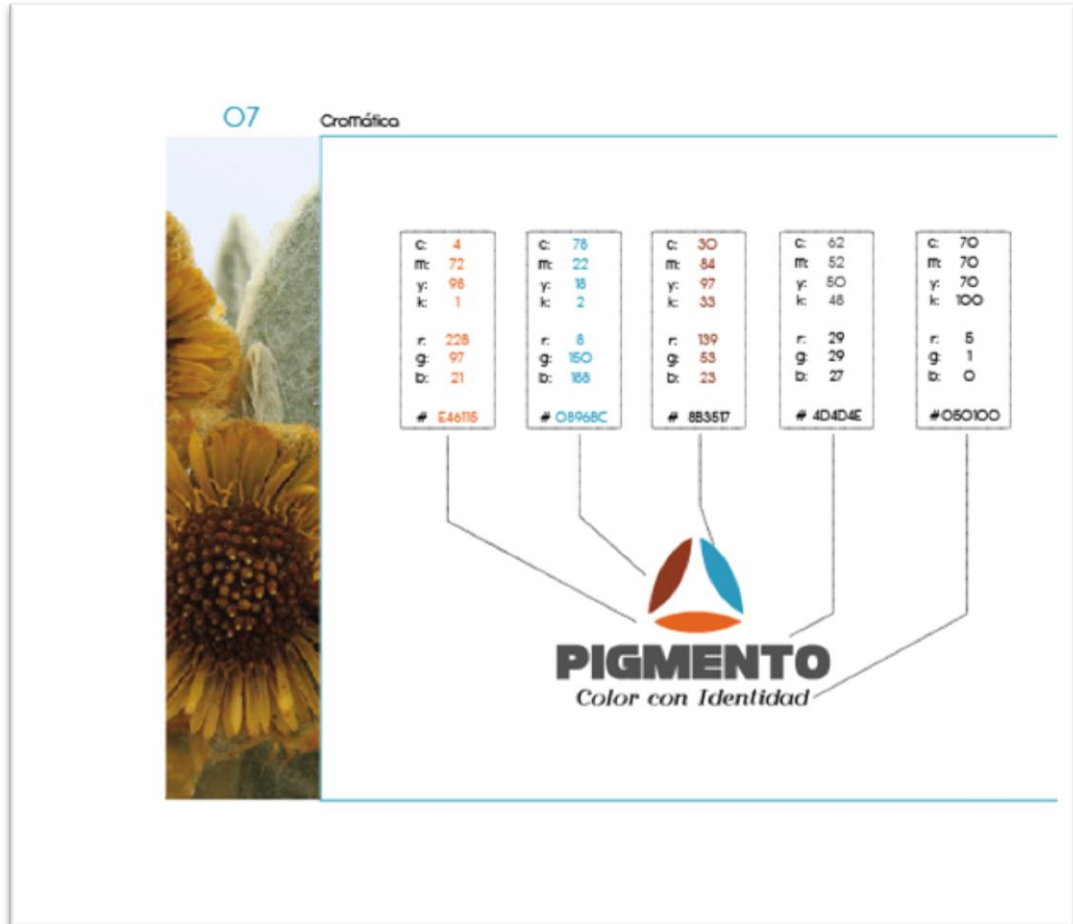 07
Cromática
c: 4
m: 72
y: 98
k: 1
r: 228
g: 97
b: 21
# E46115
c: 78
m: 22
y: 18
k: 2
r: 8
g: 150
b: 188
# 0896BC
c: 30
m: 84
y: 97
k: 33
r: 139
g: 53
b: 23
# 8B3517
c: 62
m: 52
y: 50
k: 48
r: 29
g: 29
b: 27
# 4D4D4E
c: 70
m: 70
y: 70
k: 100
r: 5
g: 1
b: 0
#050100
PIGMENTO
Color con Identidad